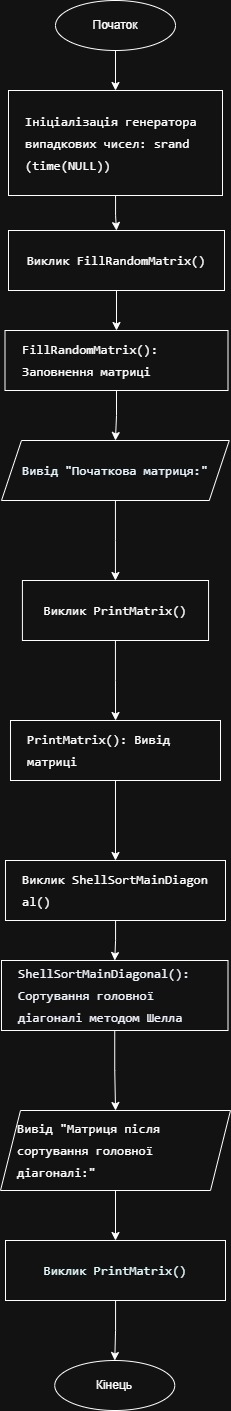 Початок
Ініціалізація генератора
випадкових чисел: srand
(time(NULL))
Виклик FillRandomMatrix()
FillRandomMatrix():
Заповнення матриці
Вивід "Початкова матриця:"
Виклик PrintMatrix()
PrintMatrix(): Вивід
матриці
Виклик ShellSortMainDiagon
al()
ShellSortMainDiagonal():
Сортування головної
діагоналі методом Шелла
Вивід "Матриця після
сортування головної
діагоналі:"
Виклик PrintMatrix()
Кінець